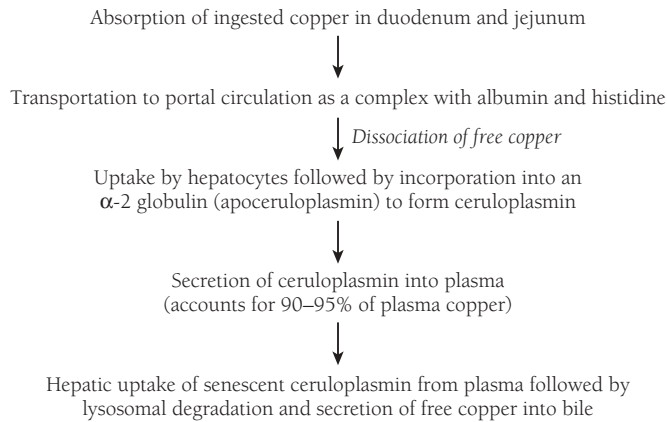 Absorption of ingested copper in duodenum and jejunum
Transportation to portal circulation as a complex with albumin and histidine
Dissociation of free copper
Uptake by hepatocytes followed by incorporation into an
α-2 globulin (apoceruloplasmin) to form ceruloplasmin
Secretion of ceruloplasmin into plasma
(accounts for 90–95% of plasma copper)
Hepatic uptake of senescent ceruloplasmin from plasma followed by
lysosomal degradation and secretion of free copper into bile